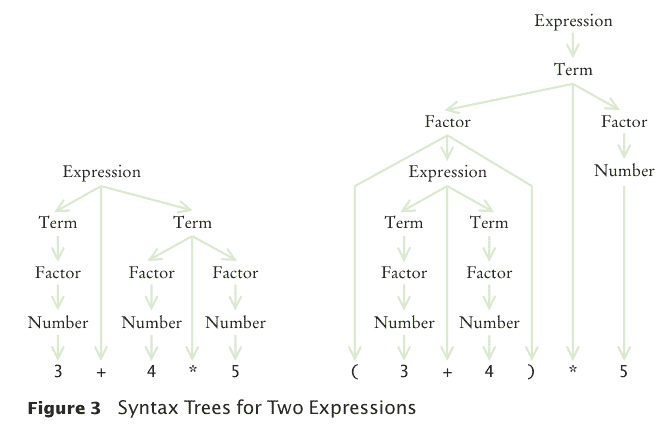 Expression
Term
Factor Factor
Expression Expression Number
Term Term Term Term
Factor Factor Factor Factor Factor
Number Number Number Number Number
3 + 4 * 5 ( 3 + 4 ) * 5
Figure 3 Syntax Trees for Two Expressions